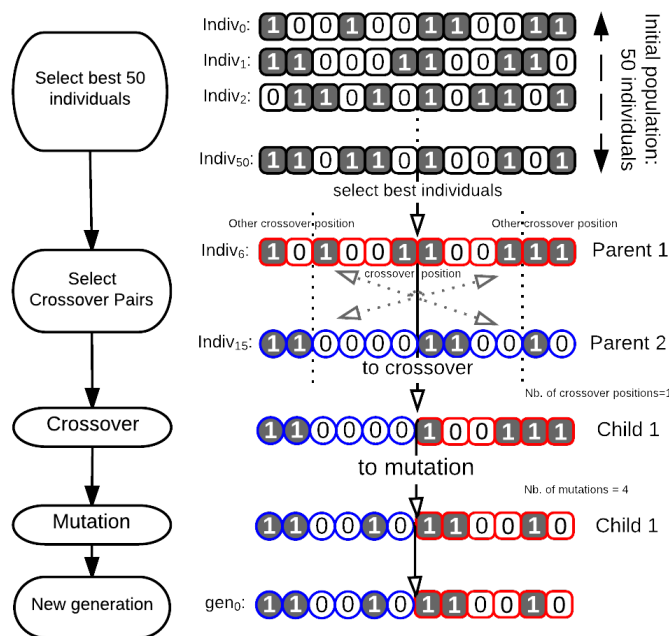 Indiv0: 1 0 0 1 0 0 1 1 0 0 1 1
Indiv1: 1 1 0 0 0 1 1 0 0 1 1 0
Indiv2: 0 1 1 0 1 0 1 0 1 1 0 1
Indiv50: 1 1 0 1 1 0 1 0 0 1 0 1
Initial population:
50 individuals
Select best 50
individuals
select best individuals
Other crossover position
Other crossover position
Indiv6: 1 0 1 0 0 1 1 0 0 1 1 1 Parent 1
crossover position
Select
Crossover Pairs
Indiv15: 1 1 0 0 0 0 1 1 0 0 1 0 Parent 2
to crossover
Nb. of crossover positions=1
Crossover
1 1 0 0 0 0 1 0 0 1 1 1 Child 1
to mutation
Nb. of mutations = 4
Mutation
1 1 0 0 1 0 1 1 0 0 1 0 Child 1
New generation
gen0: 1 1 0 0 1 0 1 1 0 0 1 0